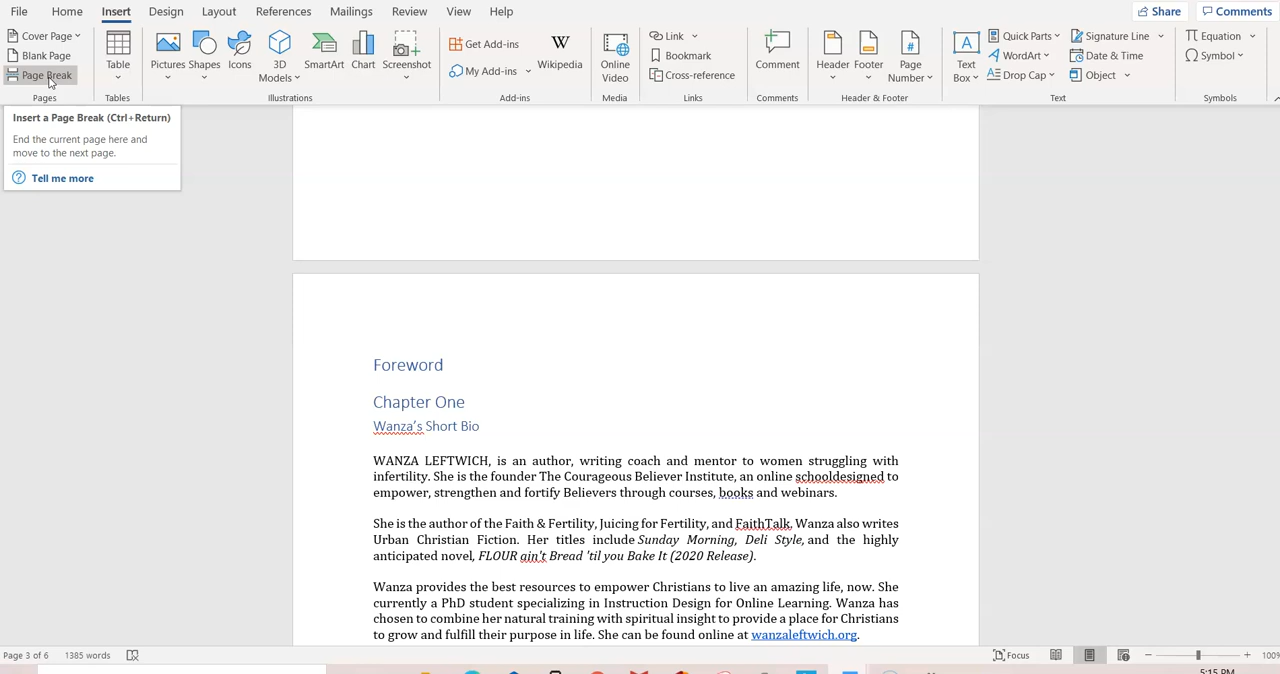 File Home Insert Design Layout References Mailings Review View Help Share Comments
Cover Page
Blank Page
Page Break
Pages
Table
Tables
Pictures Shapes Icons 3D Models SmartArt Chart Screenshot
Illustrations
Get Add-ins
My Add-ins
Wikipedia
Add-ins
Online Video
Media
Link
Bookmark
Cross-reference
Links
Comment
Comments
Header Footer Page Number
Header & Footer
Text Box
Quick Parts
WordArt
Drop Cap
Signature Line
Date & Time
Object
Text
Equation
Symbol
Symbols
Insert a Page Break (Ctrl+Return)
End the current page here and
move to the next page.
Tell me more
Foreword
Chapter One
Wanza's Short Bio
WANZA LEFTWICH, is an author, writing coach and mentor to women struggling with
infertility. She is the founder The Courageous Believer Institute, an online schooldesigned to
empower, strengthen and fortify Believers through courses, books and webinars.
She is the author of the Faith & Fertility, Juicing for Fertility, and FaithTalk. Wanza also writes
Urban Christian Fiction. Her titles include Sunday Morning, Deli Style, and the highly
anticipated novel, FLOUR ain't Bread 'til you Bake It (2020 Release).
Wanza provides the best resources to empower Christians to live an amazing life, now. She
currently a PhD student specializing in Instruction Design for Online Learning. Wanza has
chosen to combine her natural training with spiritual insight to provide a place for Christians
to grow and fulfill their purpose in life. She can be found online at wanzaleftwich.org.
Page 3 of 6 1385 words Focus 100%
5:15 PM